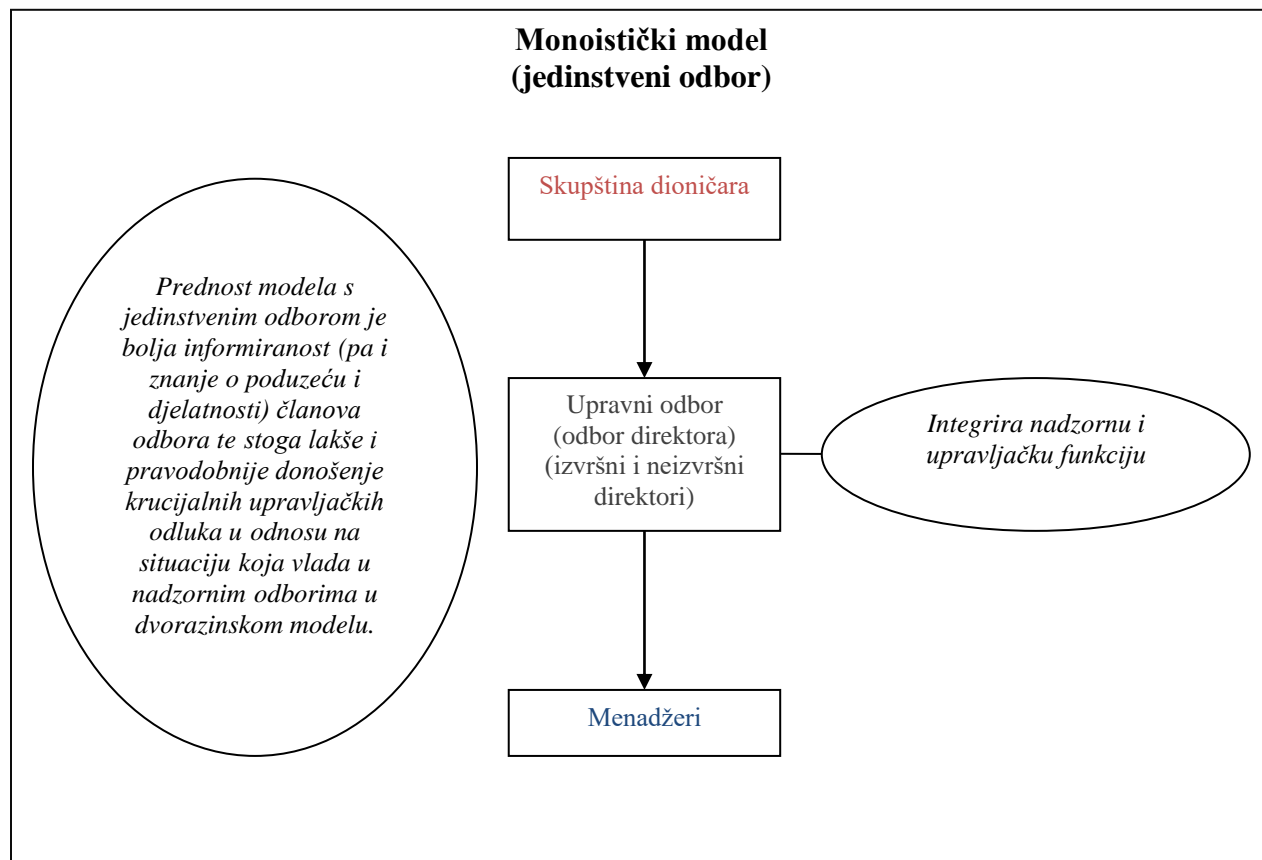 Monoistički model
(jedinstveni odbor)
Skupština dioničara
Prednost modela s
jedinstvenim odborom je
bolja informiranost (pa i
znanje o poduzeću i
djelatnosti) članova
odbora te stoga lakše i
pravodobnije donošenje
krucijalnih upravljačkih
odluka u odnosu na
situaciju koja vlada u
nadzornim odborima u
dvorazinskom modelu.
Upravni odbor
(odbor direktora)
(izvršni i neizvršni
direktori)
Integrira nadzornu i
upravljačku funkciju
Menadžeri